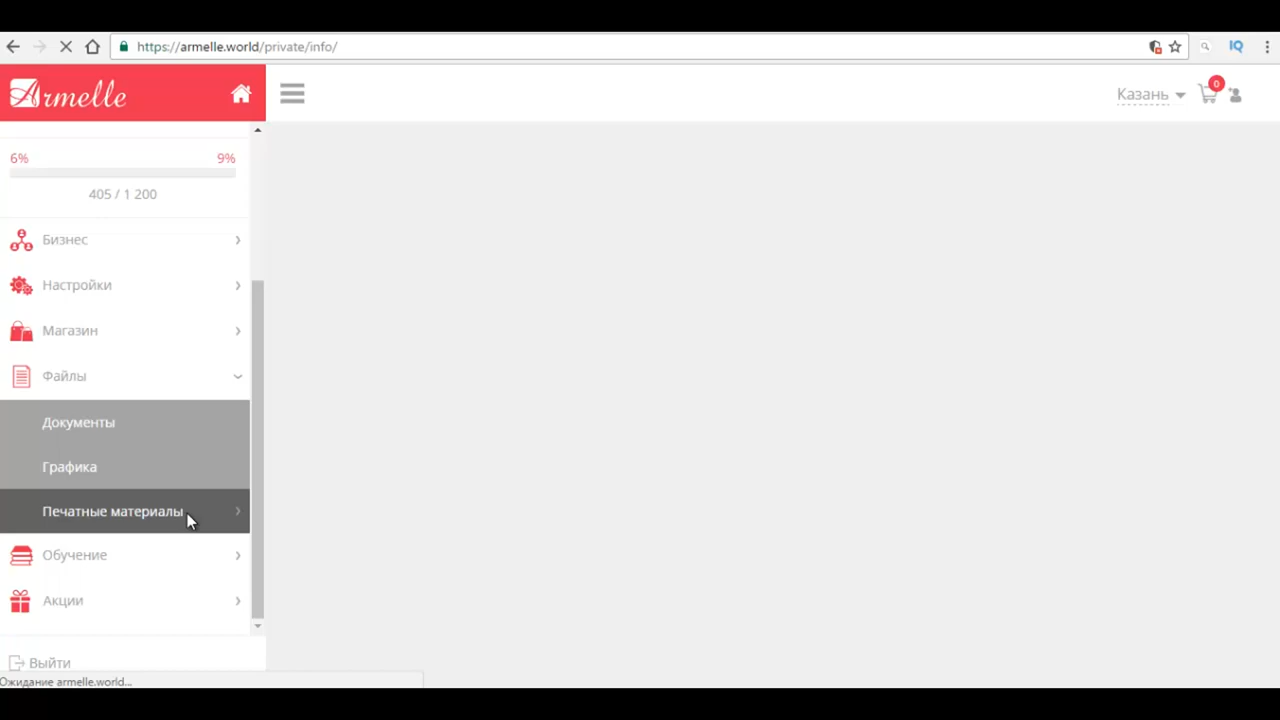 https://armelle.world/private/info/
IQ
Armelle
Казань
0
6% 9%
405 / 1 200
Бизнес
Настройки
Магазин
Файлы
Документы
Графика
Печатные материалы
Обучение
Акции
Выйти
Ожидание armelle.world...